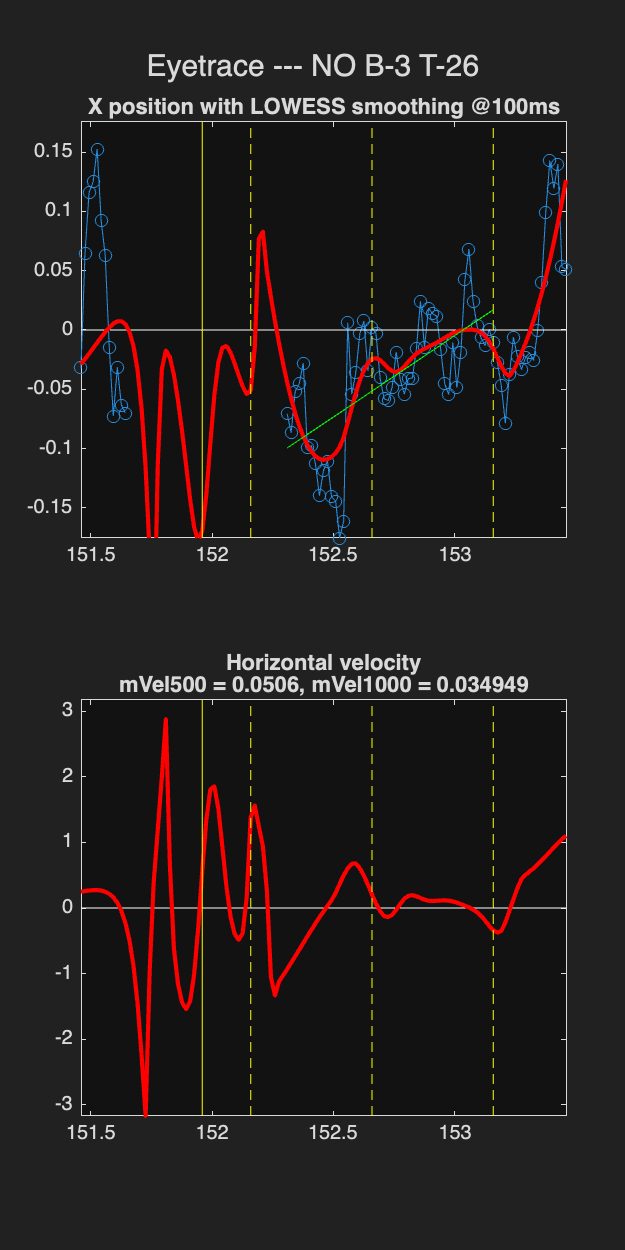 Eyetrace --- NO B-3 T-26
X position with LOWESS smoothing @100ms
0.15
0.1
0.05
0
-0.05
-0.1
-0.15
151.5 152 152.5 153
Horizontal velocity
mVel500 = 0.0506, mVel1000 = 0.034949
3
2
1
0
-1
-2
-3
151.5 152 152.5 153